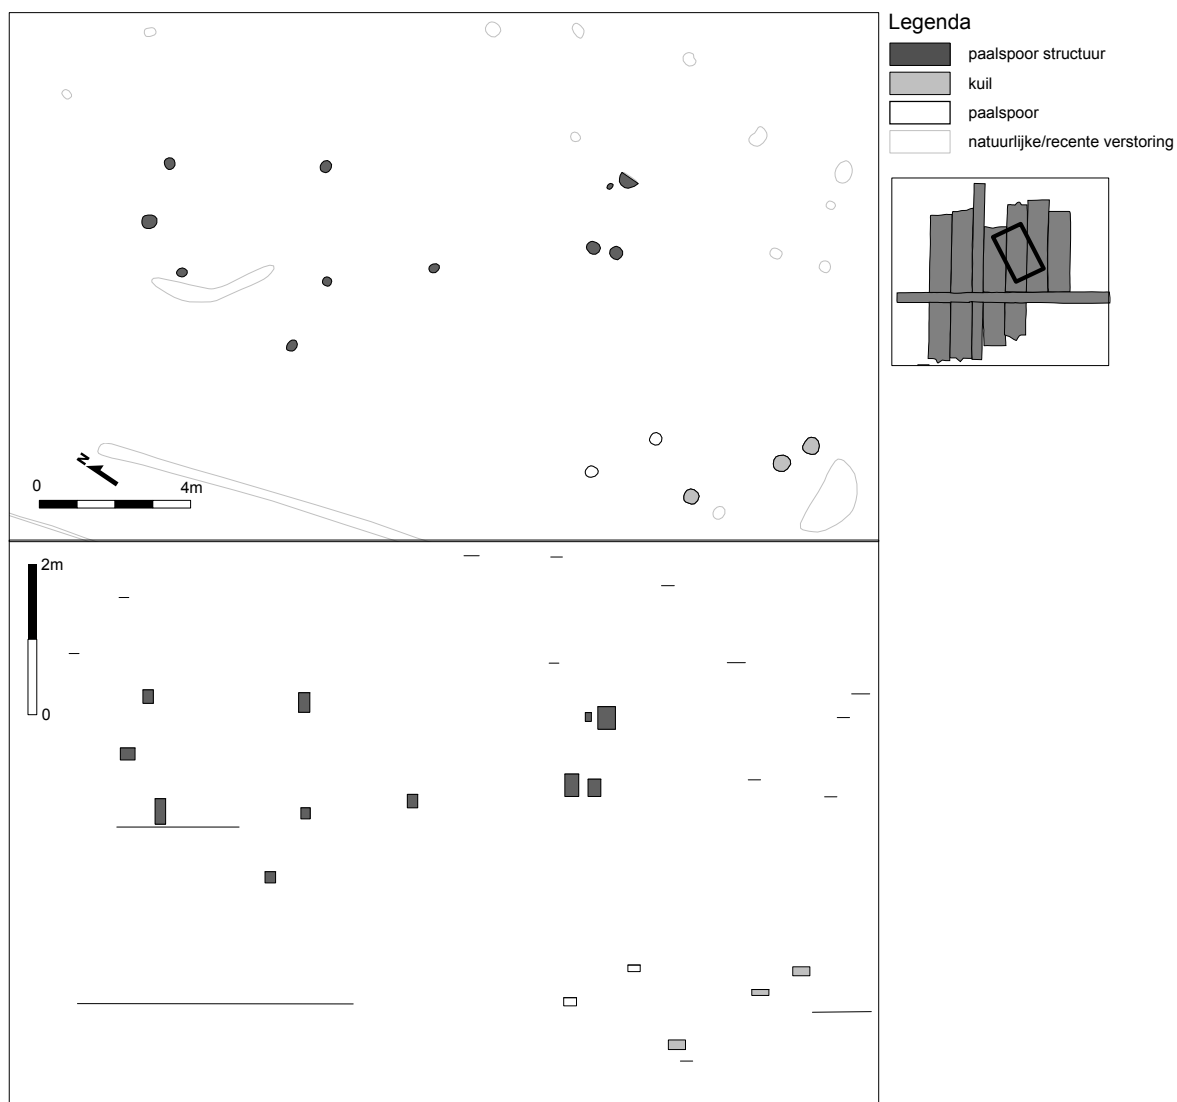 Legenda
paalspoor structuur
kuil
paalspoor
natuurlijke/recente verstoring
N
0 4m
2m
0